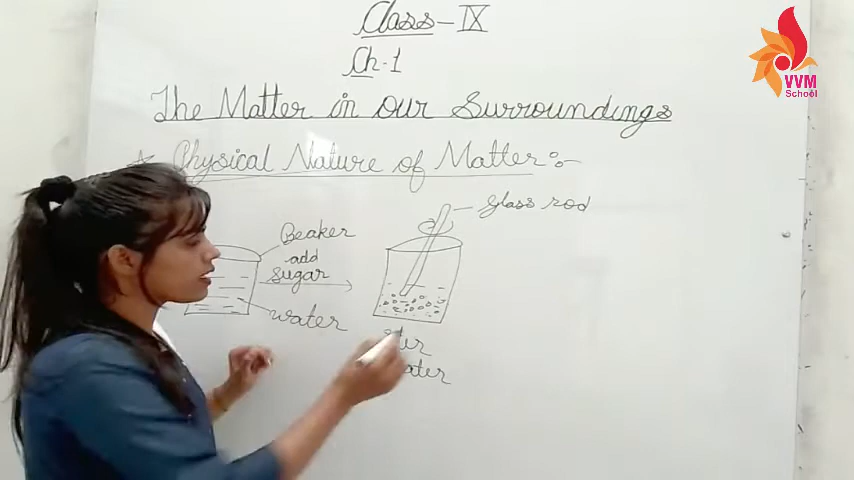 Class - IX
Ch-1
VVM
School
The Matter in our Surroundings
Physical Nature of Matter :-
Glass rod
Beaker
add
Sugar
water